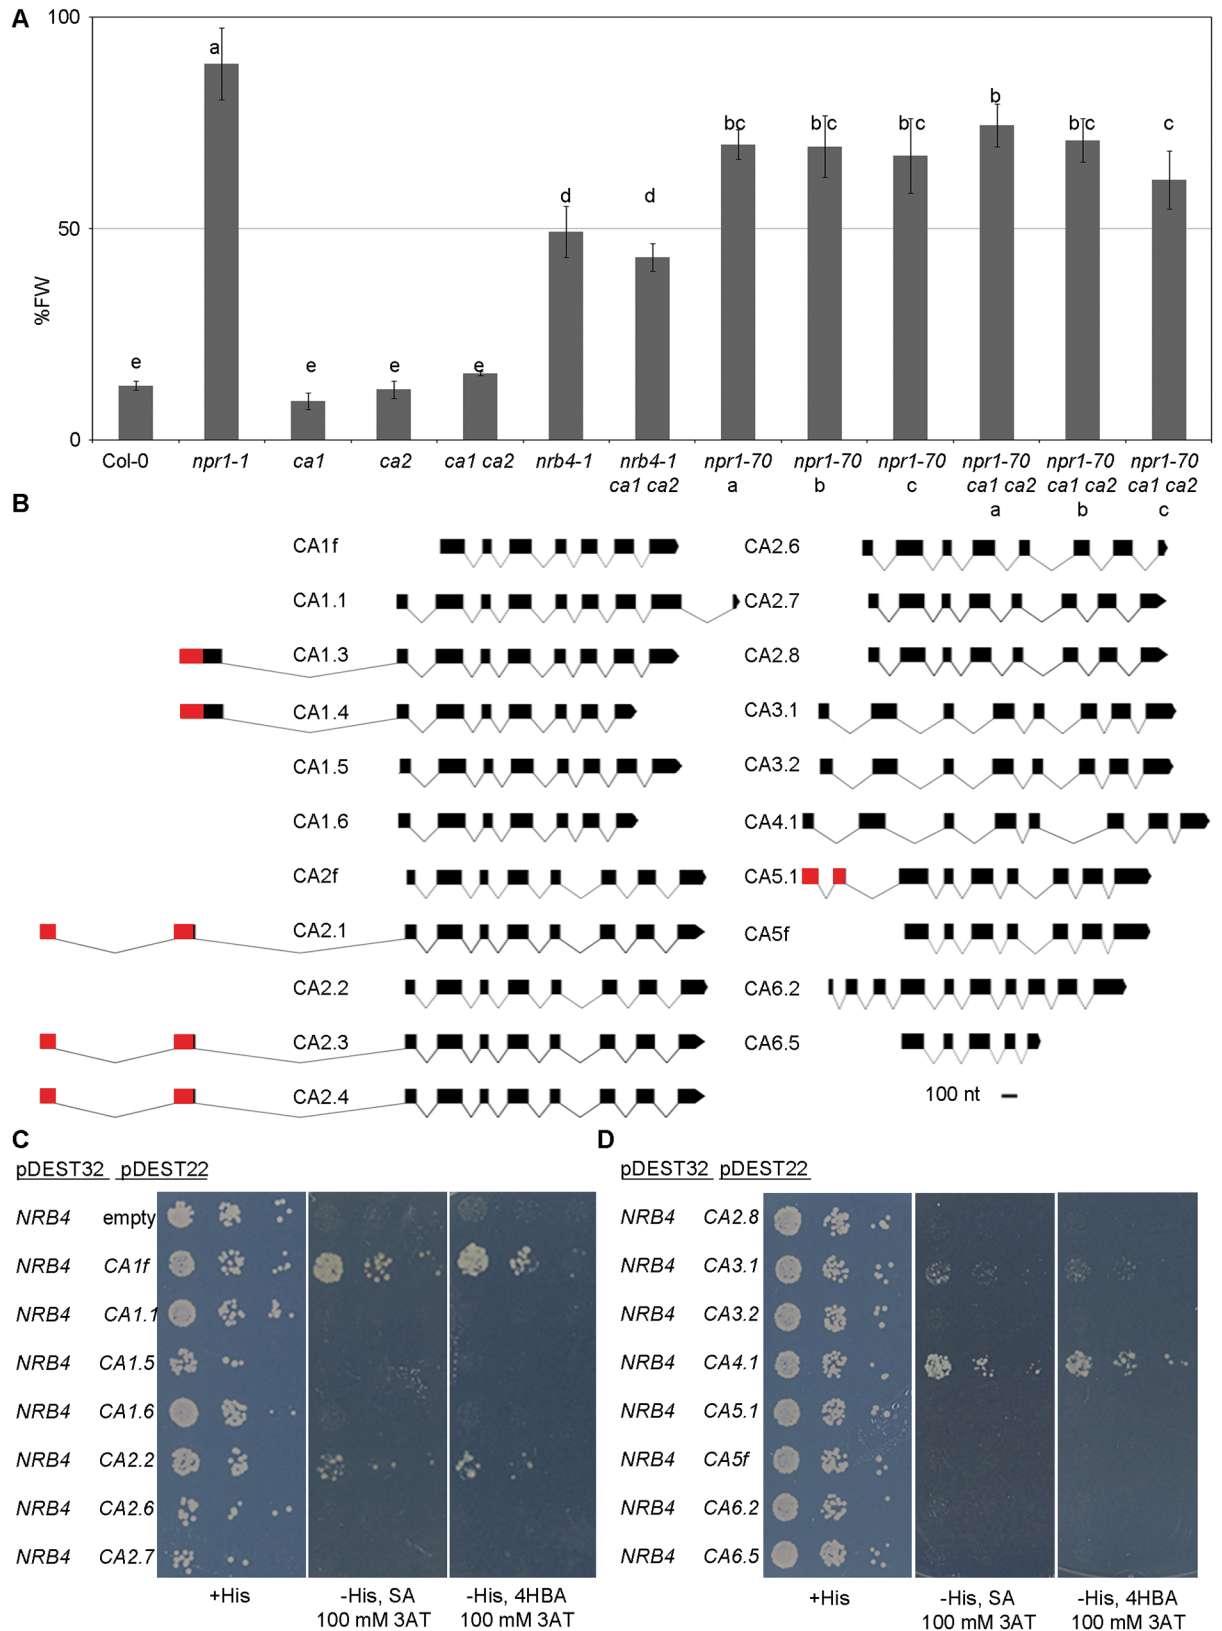 A
100
50
0
%FW
a
e
e
e
e
d
d
bc
bc
bc
b
bc
c
Col-0 npr1-1 ca1 ca2 ca1 ca2 nrb4-1 nrb4-1 npr1-70 npr1-70 npr1-70 npr1-70 npr1-70 npr1-70
ca1 ca2 a b c ca1 ca2 ca1 ca2 ca1 ca2
a b c
B
CA1f
CA1.1
CA1.3
CA1.4
CA1.5
CA1.6
CA2f
CA2.1
CA2.2
CA2.3
CA2.4
CA2.6
CA2.7
CA2.8
CA3.1
CA3.2
CA4.1
CA5.1
CA5f
CA6.2
CA6.5
100 nt
C
pDEST32 pDEST22
NRB4 empty
NRB4 CA1f
NRB4 CA1.1
NRB4 CA1.5
NRB4 CA1.6
NRB4 CA2.2
NRB4 CA2.6
NRB4 CA2.7
+His -His, SA -His, 4HBA
100 mM 3AT 100 mM 3AT
D
pDEST32 pDEST22
NRB4 CA2.8
NRB4 CA3.1
NRB4 CA3.2
NRB4 CA4.1
NRB4 CA5.1
NRB4 CA5f
NRB4 CA6.2
NRB4 CA6.5
+His -His, SA -His, 4HBA
100 mM 3AT 100 mM 3AT